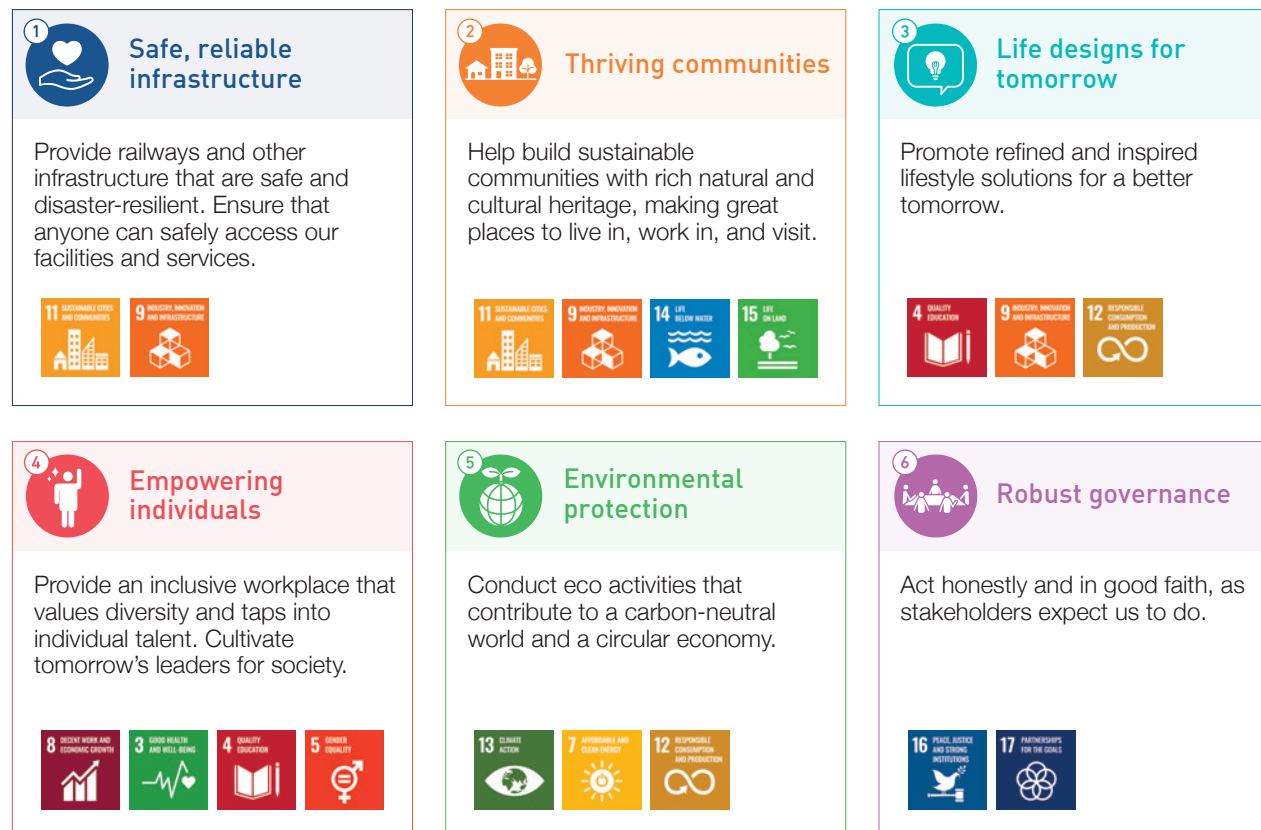 1
Safe, reliable
infrastructure
Provide railways and other
infrastructure that are safe and
disaster-resilient. Ensure that
anyone can safely access our
facilities and services.
11 SUSTAINABLE CITIES
AND COMMUNITIES
9 INDUSTRY, INNOVATION
AND INFRASTRUCTURE
2
Thriving communities
Help build sustainable
communities with rich natural and
cultural heritage, making great
places to live in, work in, and visit.
11 SUSTAINABLE CITIES
AND COMMUNITIES
9 INDUSTRY, INNOVATION
AND INFRASTRUCTURE
14 LIFE
BELOW WATER
15 LIFE
ON LAND
3
Life designs for
tomorrow
Promote refined and inspired
lifestyle solutions for a better
tomorrow.
4 QUALITY
EDUCATION
9 INDUSTRY, INNOVATION
AND INFRASTRUCTURE
12 RESPONSIBLE
CONSUMPTION
AND PRODUCTION
4
Empowering
individuals
Provide an inclusive workplace that
values diversity and taps into
individual talent. Cultivate
tomorrow's leaders for society.
8 DECENT WORK AND
ECONOMIC GROWTH
3 GOOD HEALTH
AND WELL-BEING
4 QUALITY
EDUCATION
5 GENDER
EQUALITY
5
Environmental
protection
Conduct eco activities that
contribute to a carbon-neutral
world and a circular economy.
13 CLIMATE
ACTION
7 AFFORDABLE AND
CLEAN ENERGY
12 RESPONSIBLE
CONSUMPTION
AND PRODUCTION
6
Robust governance
Act honestly and in good faith, as
stakeholders expect us to do.
16 PEACE, JUSTICE
AND STRONG
INSTITUTIONS
17 PARTNERSHIPS
FOR THE GOALS